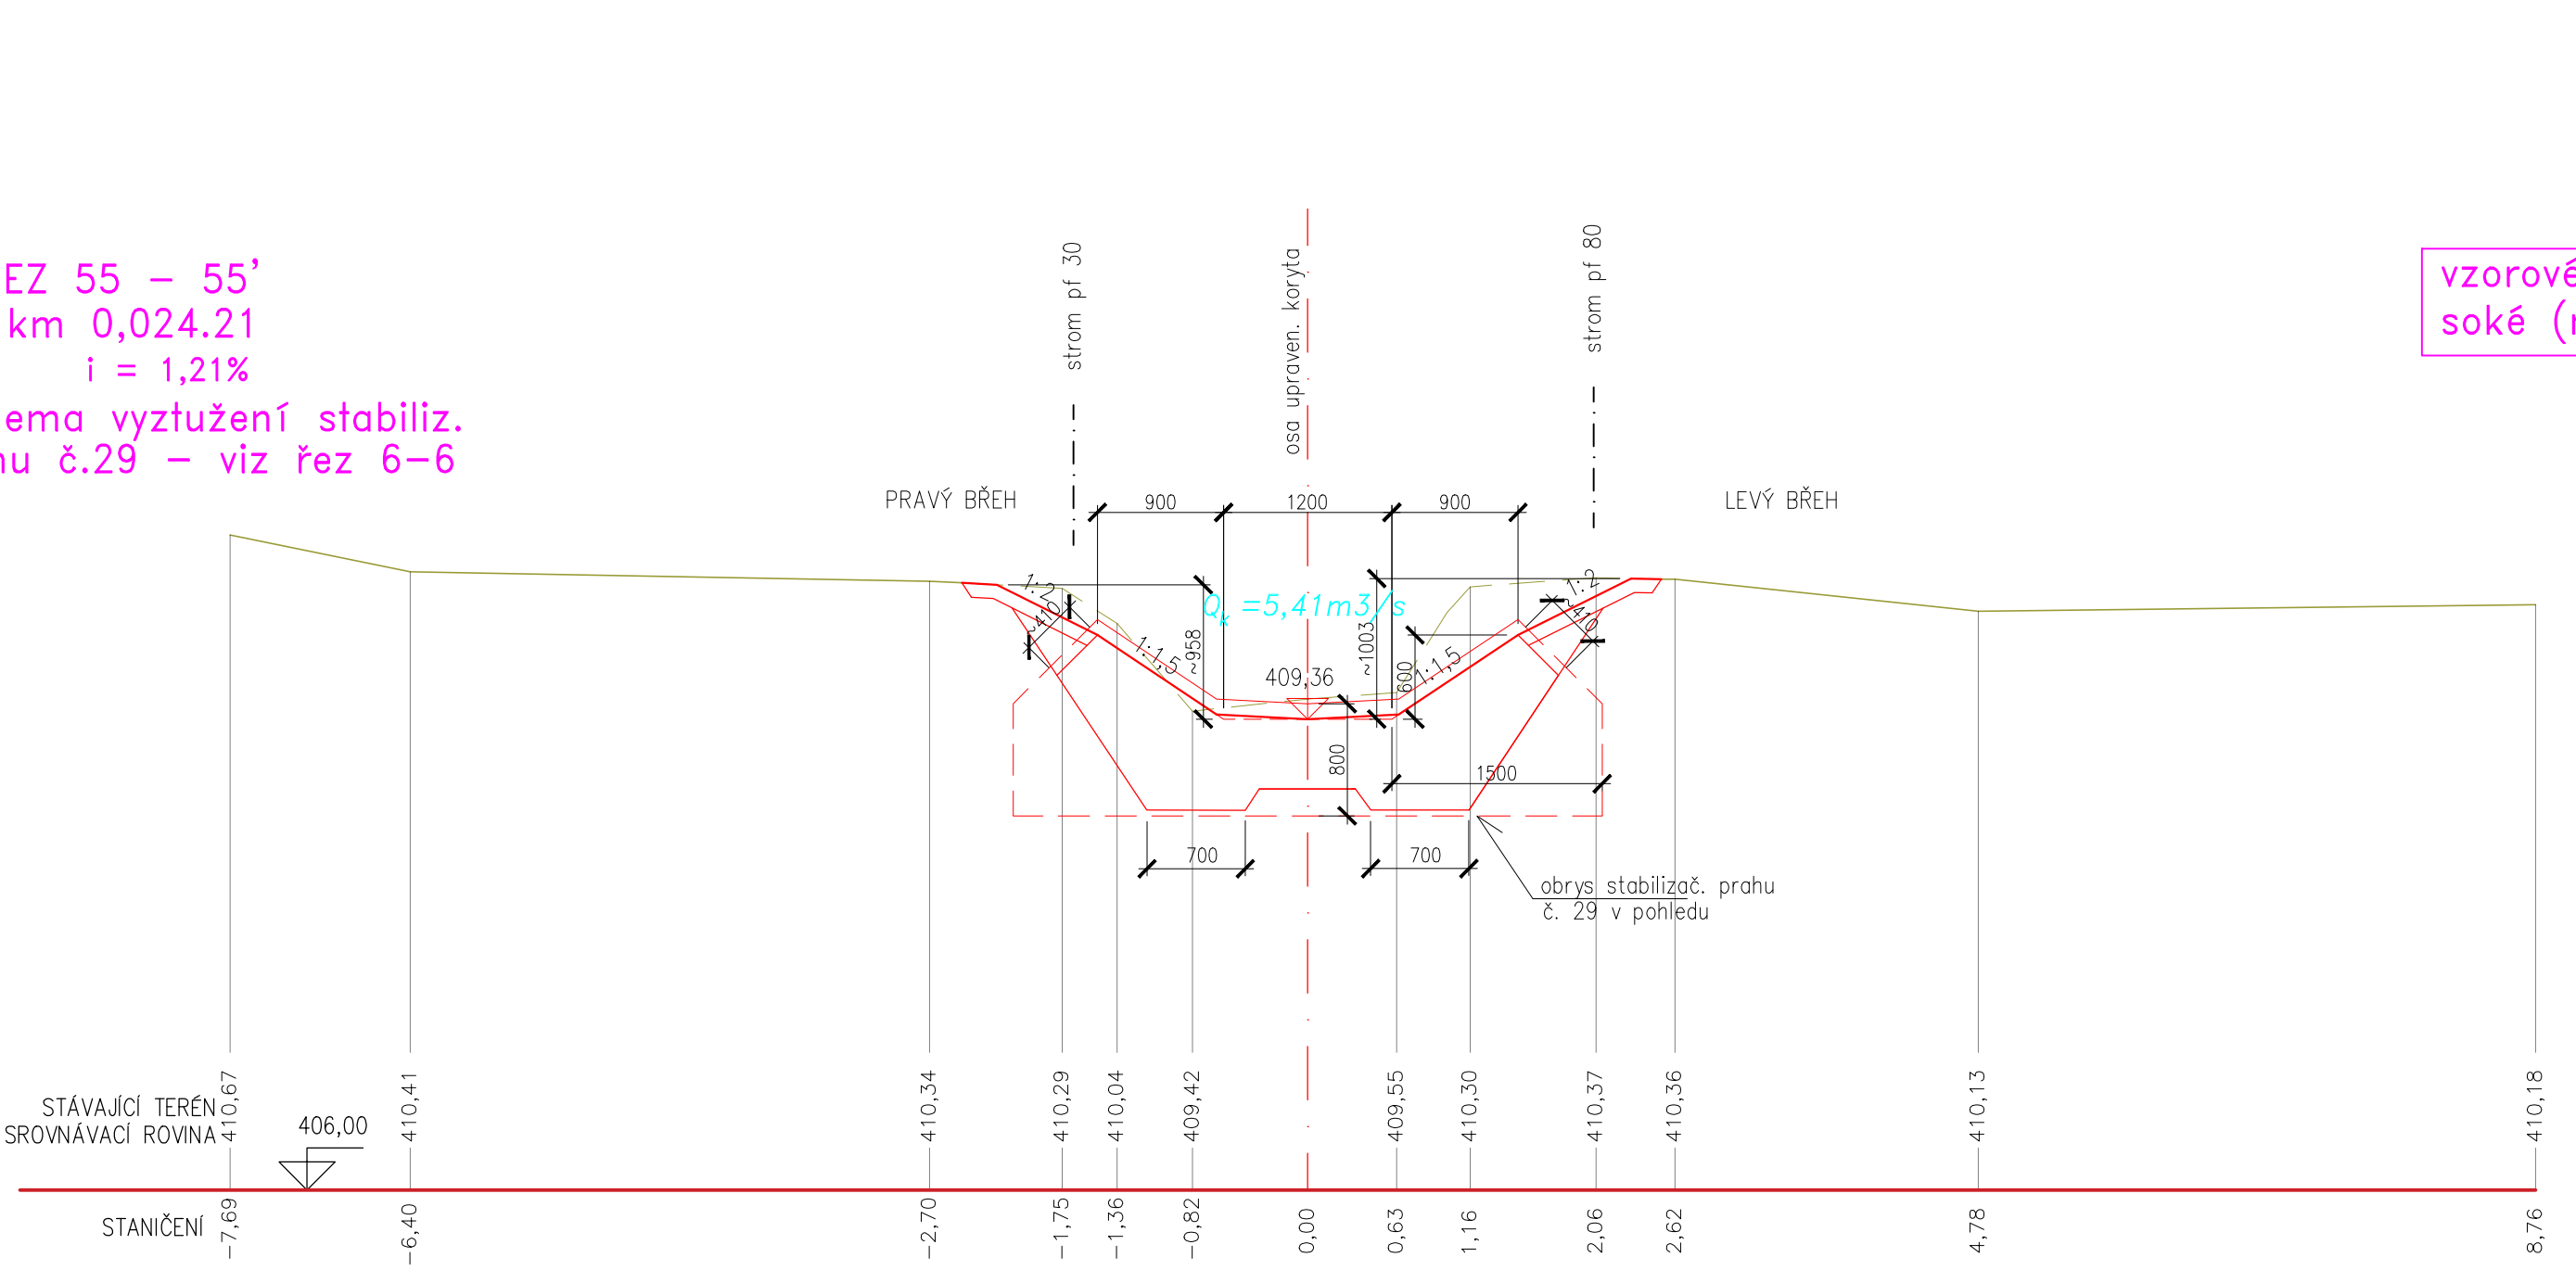 EZ 55 – 55'
km 0,024.21
i = 1,21%
ema vyztužení stabiliz.
č.29 – viz řez 6–6
vzorové
soké
strom pf 30
osa upraven. koryta
strom pf 80
PRAVÝ BŘEH
LEVÝ BŘEH
900
1200
900
1:2
~410
1:1,5
~958
Qk =5,41m3/s
409,36
~1003
600
1:1,5
1:2
~410
800
1500
700
700
obrys stabilizač. prahu
č. 29 v pohledu
STÁVAJÍCÍ TERÉN
SROVNÁVACÍ ROVINA
406,00
410,67
410,41
410,34
410,29
410,04
409,42
409,55
410,30
410,37
410,36
410,13
410,18
STANIČENÍ
–7,69
–6,40
–2,70
–1,75
–1,36
–0,82
0,00
0,63
1,16
2,06
2,62
4,78
8,76